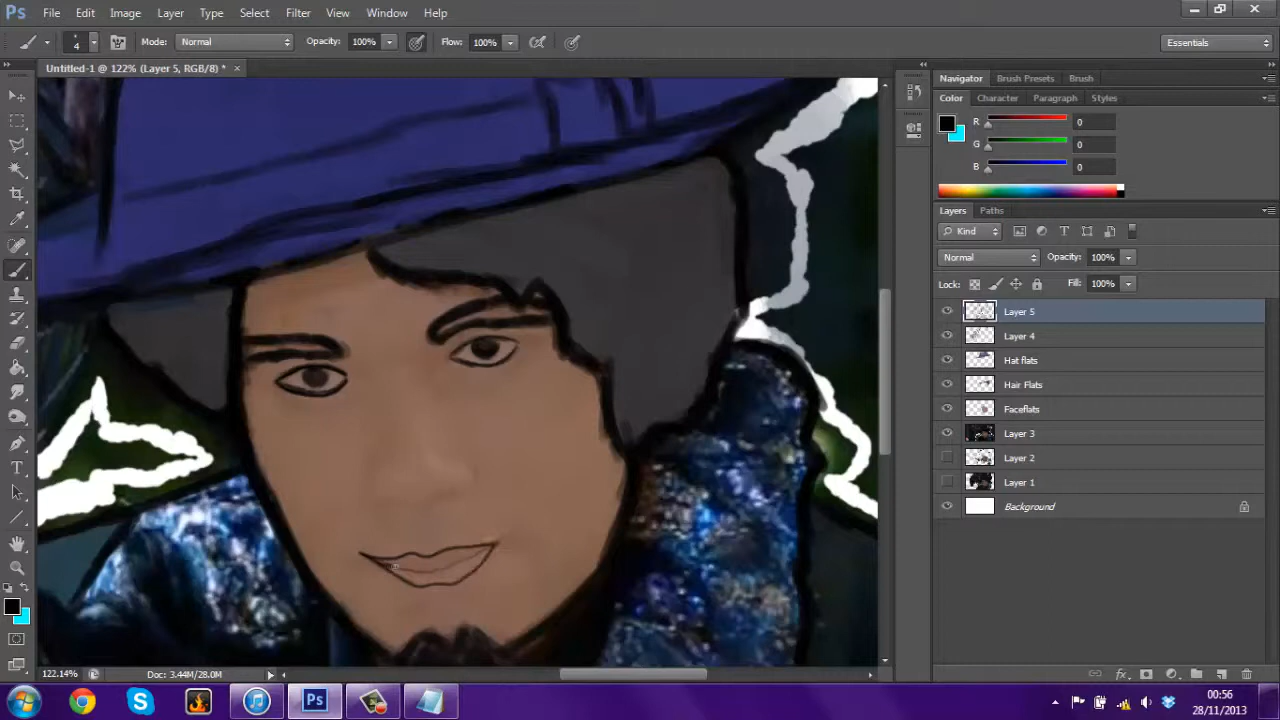 Ps File Edit Image Layer Type Select Filter View Window Help
4 Mode: Normal Opacity: 100% Flow: 100% Essentials
Untitled-1 @ 122% (Layer 5, RGB/8) * ×
Navigator Brush Presets Brush
Color Character Paragraph Styles
R 0
G 0
B 0
Layers Paths
Kind
Normal Opacity: 100%
Lock: Fill: 100%
Layer 5
Layer 4
Hat flats
Hair Flats
Faceflats
Layer 3
Layer 2
Layer 1
Background
122.14% Doc: 3.44M/28.0M
Ps
00:56
28/11/2013